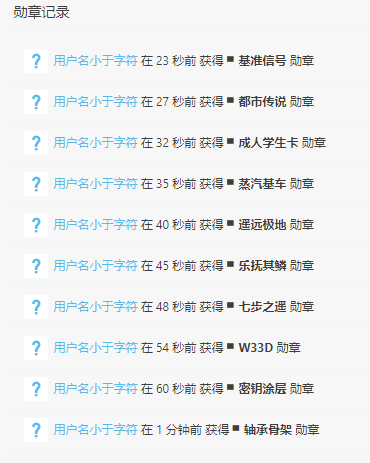 勋章记录
? 用户名小于字符 在 23 秒前 获得 ▪ 基准信号 勋章
? 用户名小于字符 在 27 秒前 获得 ▪ 都市传说 勋章
? 用户名小于字符 在 32 秒前 获得 ▪ 成人学生卡 勋章
? 用户名小于字符 在 35 秒前 获得 ▪ 蒸汽基车 勋章
? 用户名小于字符 在 40 秒前 获得 ▪ 遥远极地 勋章
? 用户名小于字符 在 45 秒前 获得 ▪ 乐抚其鳞 勋章
? 用户名小于字符 在 48 秒前 获得 ▪ 七步之遥 勋章
? 用户名小于字符 在 54 秒前 获得 ▪ W33D 勋章
? 用户名小于字符 在 60 秒前 获得 ▪ 密钥涂层 勋章
? 用户名小于字符 在 1 分钟前 获得 ▪ 轴承骨架 勋章